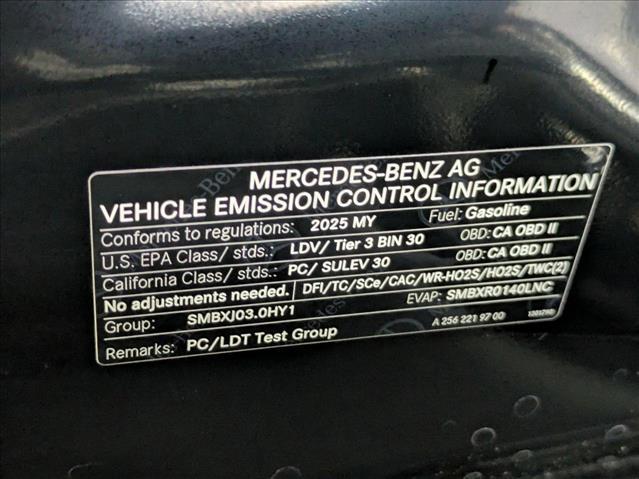 MERCEDES-BENZ AG
VEHICLE EMISSION CONTROL INFORMATION
Conforms to regulations: 2025 MY Fuel: Gasoline
U.S. EPA Class/ stds.: LDV/ Tier 3 BIN 30 OBD: CA OBD II
California Class/ stds.: PC/ SULEV 30 OBD: CA OBD II
No adjustments needed. DFI/TC/SCe/CAC/WR-HO2S/HO2S/TWC(2)
Group: SMBXJ03.0HY1 EVAP: SMBXR0140LNC
Remarks: PC/LDT Test Group A 256 221 97 00